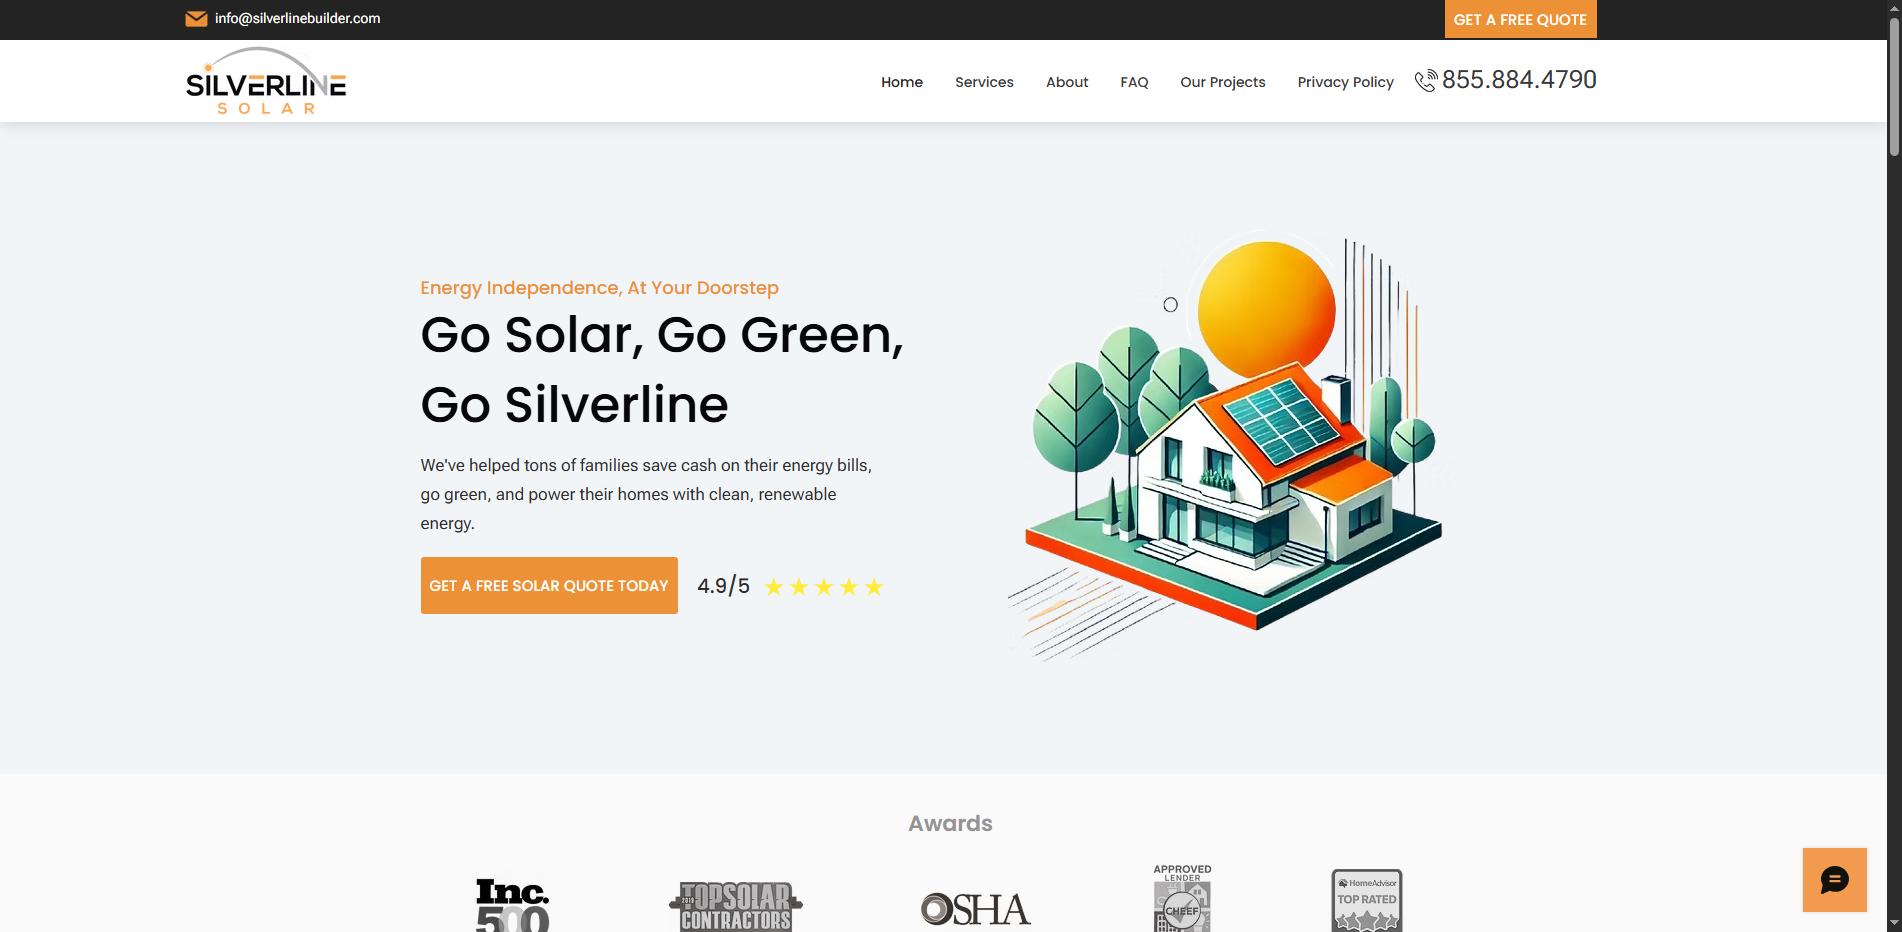 info@silverlinebuilder.com
GET A FREE QUOTE
SILVERLINE
SOLAR
Home
Services
About
FAQ
Our Projects
Privacy Policy
855.884.4790
Energy Independence, At Your Doorstep
Go Solar, Go Green,
Go Silverline
We've helped tons of families save cash on their energy bills,
go green, and power their homes with clean, renewable
energy.
GET A FREE SOLAR QUOTE TODAY
4.9/5
Awards
Inc.
500
2019 TOPSOLAR
CONTRACTORS
OSHA
APPROVED
LENDER
CHEEF
HomeAdvisor
TOP RATED